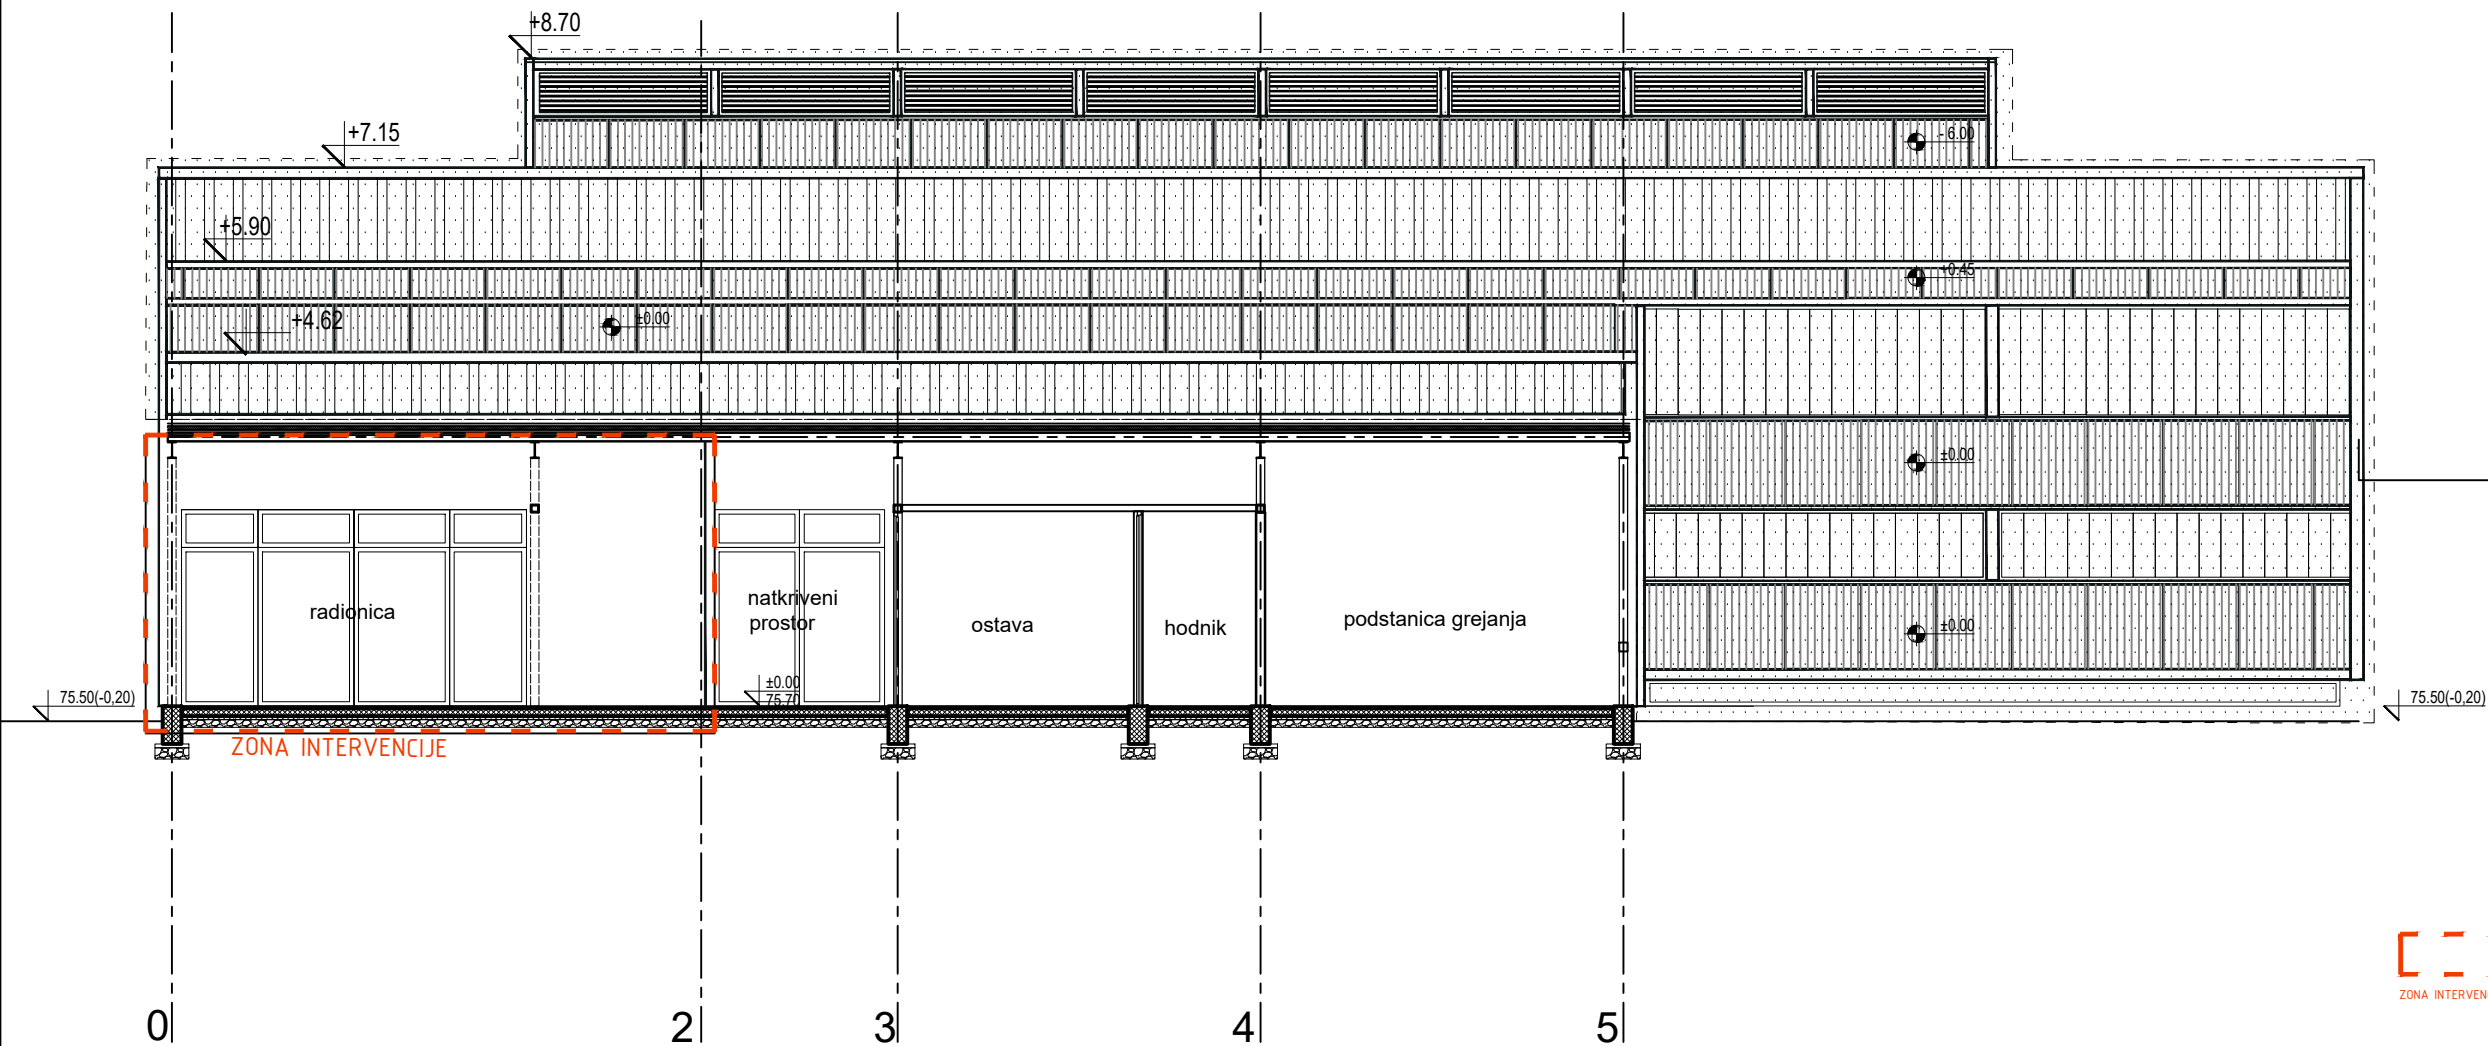 +8.70
+7.15
- 6.00
+5.90
+0.45
+4.62
±0.00
±0.00
radionica
natkriveni
prostor
ostava
hodnik
podstanica grejanja
±0.00
±0.00
75.70
75.50(-0,20)
75.50(-0,20)
ZONA INTERVENCIJE
ZONA INTERVEN
0
2
3
4
5